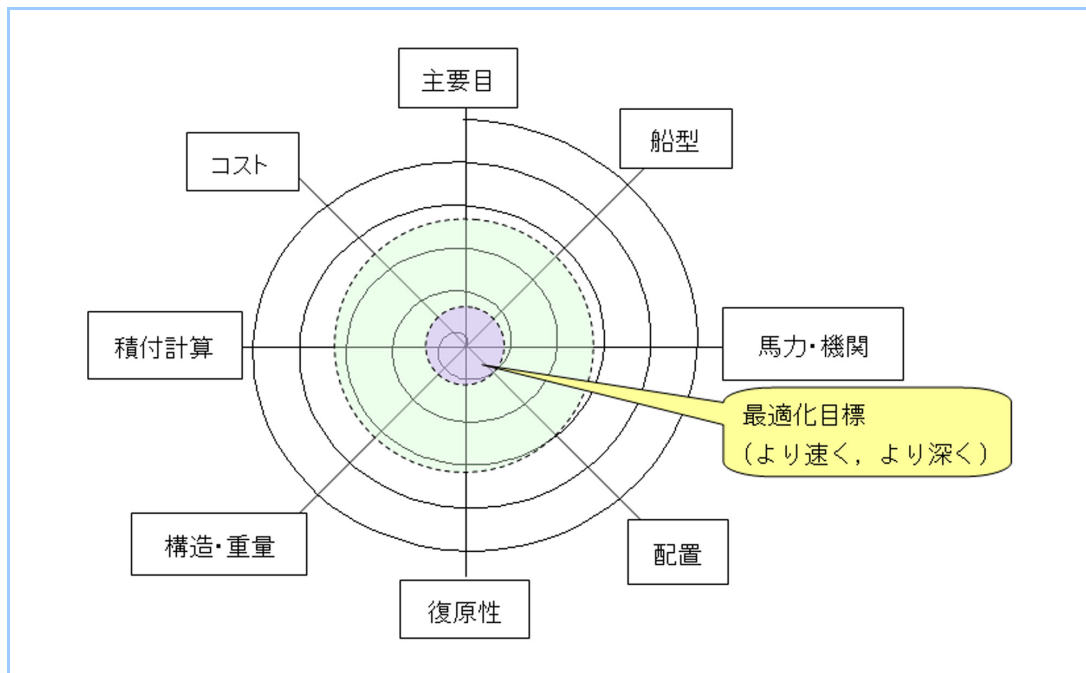 主要目
船型
コスト
馬力・機関
積付計算
最適化目標
(より速く，より深く)
構造・重量
配置
復原性